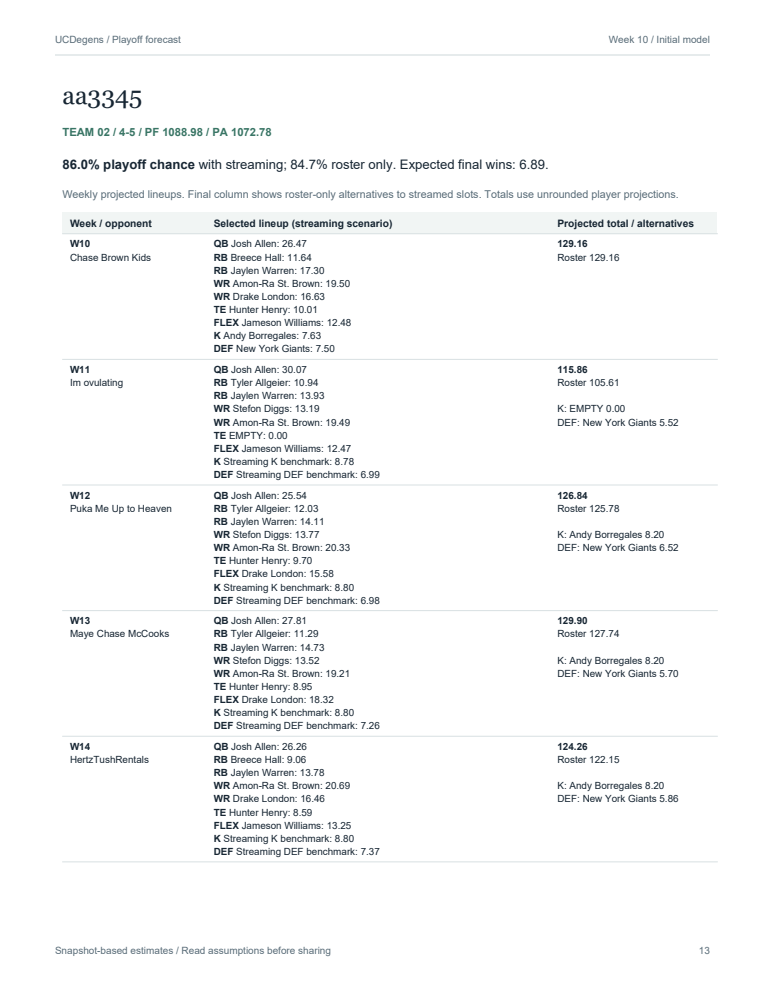 UCDegens / Playoff forecast Week 10 / Initial model
aa3345
TEAM 02 / 4-5 / PF 1088.98 / PA 1072.78
86.0% playoff chance with streaming; 84.7% roster only. Expected final wins: 6.89.
Weekly projected lineups. Final column shows roster-only alternatives to streamed slots. Totals use unrounded player projections.
Week / opponent Selected lineup (streaming scenario) Projected total / alternatives
W10 QB Josh Allen: 26.47 129.16
Chase Brown Kids RB Breece Hall: 11.64 Roster 129.16
RB Jaylen Warren: 17.30
WR Amon-Ra St. Brown: 19.50
WR Drake London: 16.63
TE Hunter Henry: 10.01
FLEX Jameson Williams: 12.48
K Andy Borregales: 7.63
DEF New York Giants: 7.50
W11 QB Josh Allen: 30.07 115.86
Im ovulating RB Tyler Allgeier: 10.94 Roster 105.61
RB Jaylen Warren: 13.93
WR Stefon Diggs: 13.19 K: EMPTY 0.00
WR Amon-Ra St. Brown: 19.49 DEF: New York Giants 5.52
TE EMPTY: 0.00
FLEX Jameson Williams: 12.47
K Streaming K benchmark: 8.78
DEF Streaming DEF benchmark: 6.99
W12 QB Josh Allen: 25.54 126.84
Puka Me Up to Heaven RB Tyler Allgeier: 12.03 Roster 125.78
RB Jaylen Warren: 14.11
WR Stefon Diggs: 13.77 K: Andy Borregales 8.20
WR Amon-Ra St. Brown: 20.33 DEF: New York Giants 6.52
TE Hunter Henry: 9.70
FLEX Drake London: 15.58
K Streaming K benchmark: 8.80
DEF Streaming DEF benchmark: 6.98
W13 QB Josh Allen: 27.81 129.90
Maye Chase McCooks RB Tyler Allgeier: 11.29 Roster 127.74
RB Jaylen Warren: 14.73
WR Stefon Diggs: 13.52 K: Andy Borregales 8.20
WR Amon-Ra St. Brown: 19.21 DEF: New York Giants 5.70
TE Hunter Henry: 8.95
FLEX Drake London: 18.32
K Streaming K benchmark: 8.80
DEF Streaming DEF benchmark: 7.26
W14 QB Josh Allen: 26.26 124.26
HertzTushRentals RB Breece Hall: 9.06 Roster 122.15
RB Jaylen Warren: 13.78
WR Amon-Ra St. Brown: 20.69 K: Andy Borregales 8.20
WR Drake London: 16.46 DEF: New York Giants 5.86
TE Hunter Henry: 8.59
FLEX Jameson Williams: 13.25
K Streaming K benchmark: 8.80
DEF Streaming DEF benchmark: 7.37
Snapshot-based estimates / Read assumptions before sharing 13